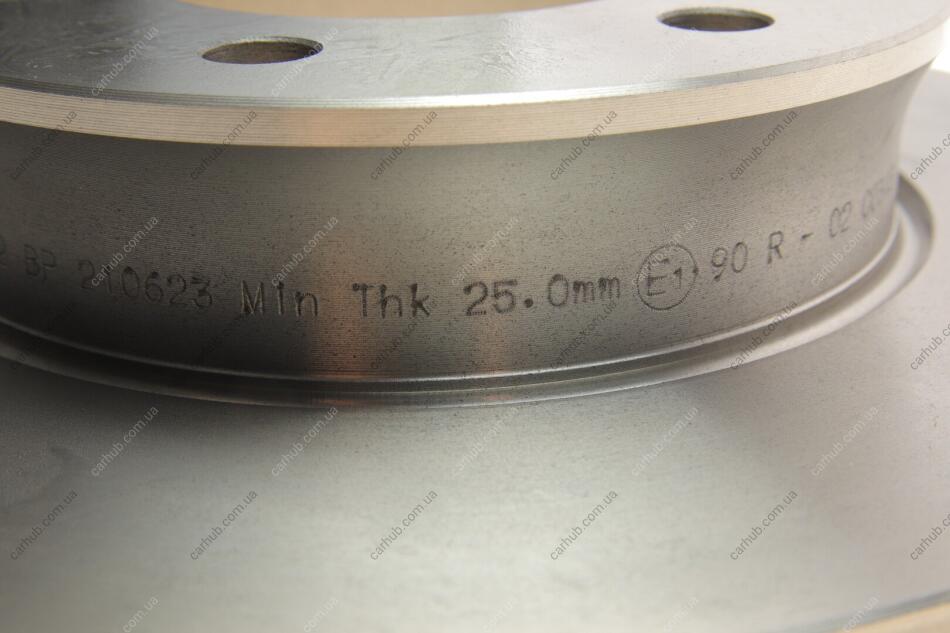 BP 210623 Min Thk 25.0mm E1 90 R - 02
carhub.com.ua